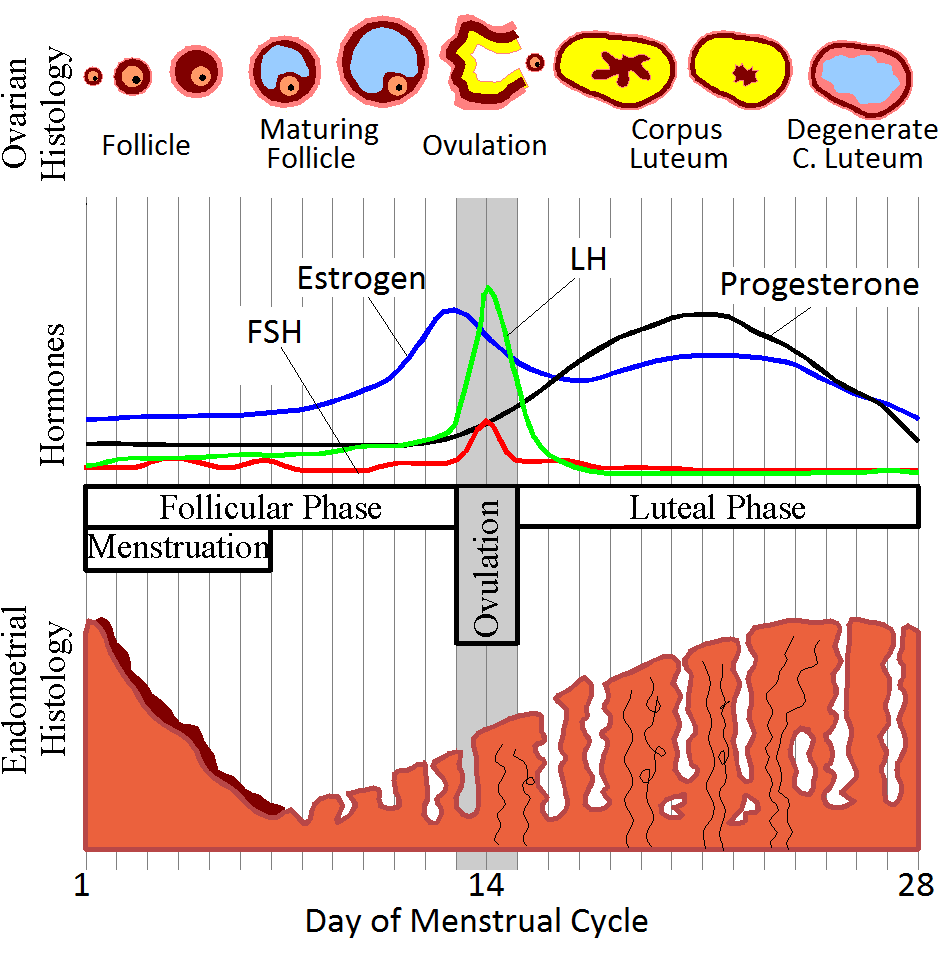 Ovarian
Histology
Follicle
Maturing
Follicle
Ovulation
Corpus
Luteum
Degenerate
C. Luteum
Hormones
Estrogen
FSH
LH
Progesterone
Follicular Phase
Luteal Phase
Menstruation
Ovulation
Endometrial
Histology
1
14
28
Day of Menstrual Cycle